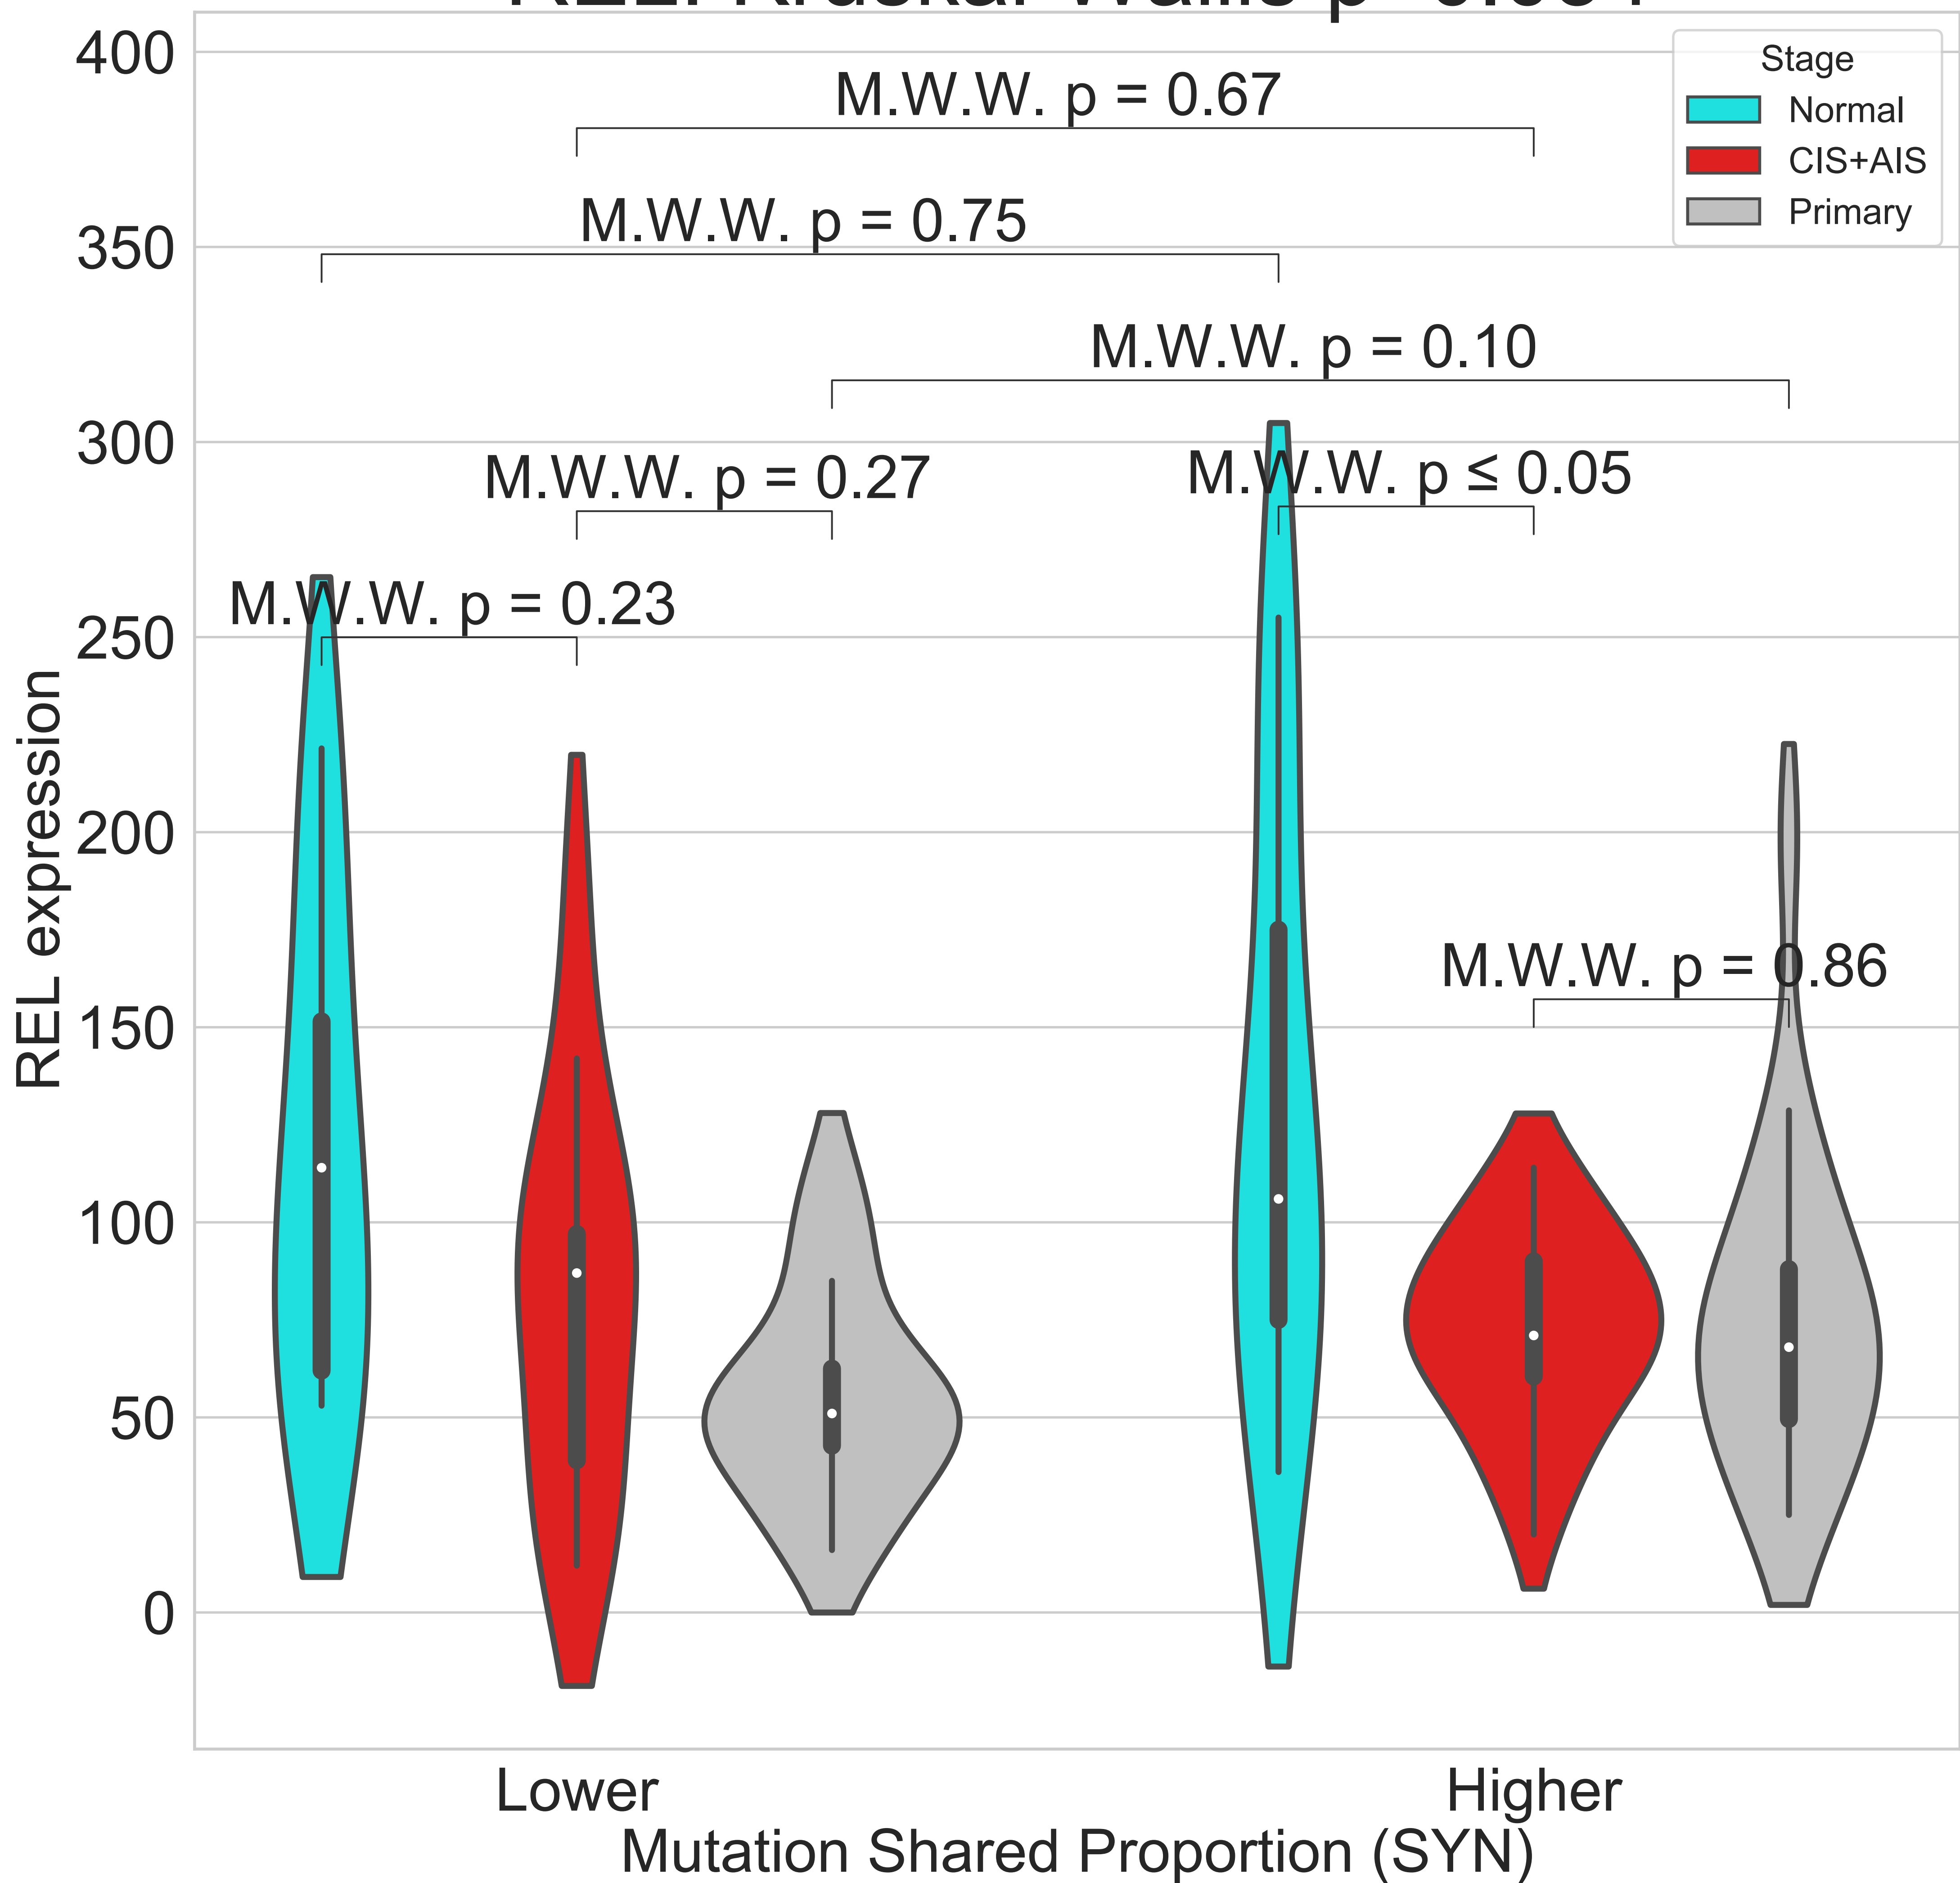 400
350
300
250
200
150
100
50
0
REL expression
M.W.W. p = 0.67
M.W.W. p = 0.75
M.W.W. p = 0.10
M.W.W. p = 0.27
M.W.W. p ≤ 0.05
M.W.W. p = 0.23
M.W.W. p = 0.86
Stage
Normal
CIS+AIS
Primary
Lower
Higher
Mutation Shared Proportion (SYN)